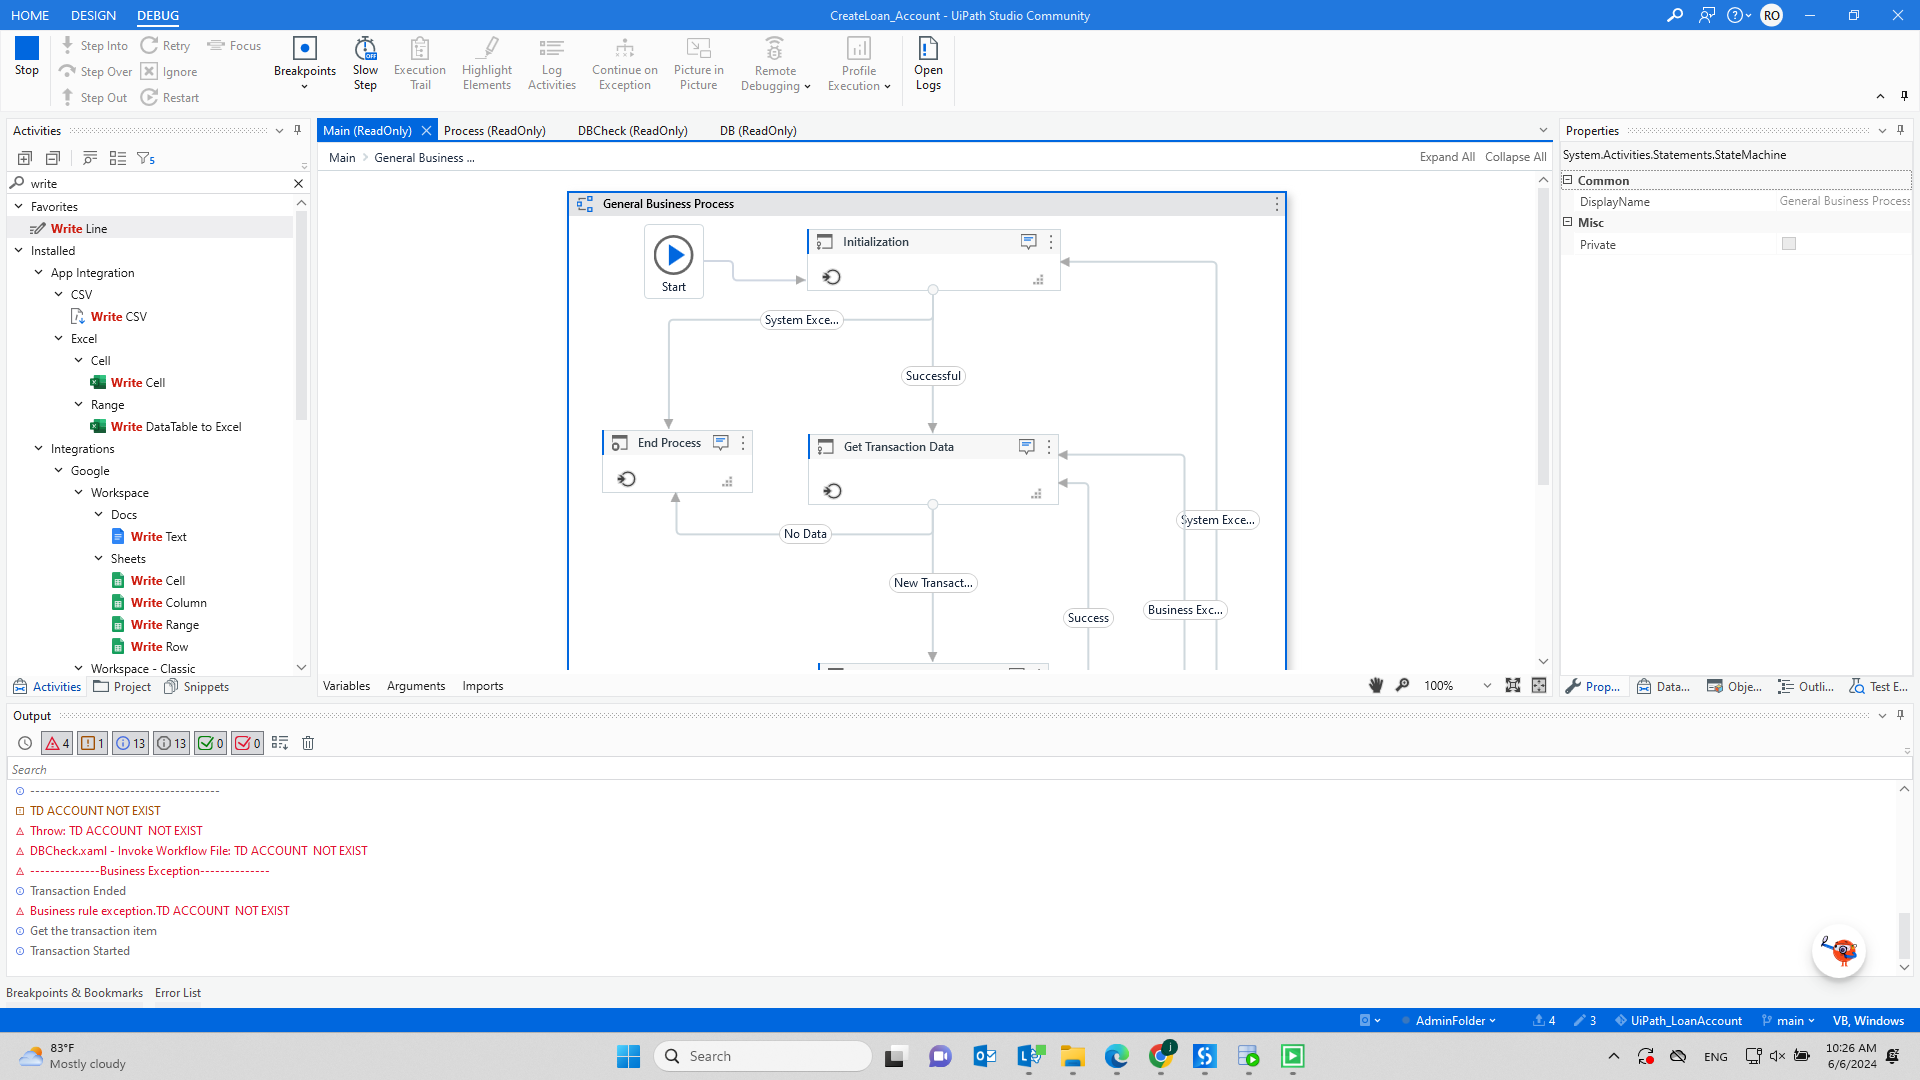 HOME DESIGN DEBUG
CreateLoan_Account - UiPath Studio Community
RO
Stop
Step Into
Step Over
Step Out
Retry
Ignore
Restart
Focus
Breakpoints
Slow Step
OFF
Execution Trail
Highlight Elements
Log Activities
Continue on Exception
Picture in Picture
Remote Debugging
Profile Execution
Open Logs
Activities
5
write
Favorites
Write Line
Installed
App Integration
CSV
Write CSV
Excel
Cell
Write Cell
Range
Write DataTable to Excel
Integrations
Google
Workspace
Docs
Write Text
Sheets
Write Cell
Write Column
Write Range
Write Row
Workspace - Classic
Activities Project Snippets
Main (ReadOnly) Process (ReadOnly) DBCheck (ReadOnly) DB (ReadOnly)
Main General Business ...
Expand All Collapse All
General Business Process
Start
Initialization
System Exce...
Successful
End Process
Get Transaction Data
No Data
System Exce...
New Transact...
Business Exc...
Success
Variables Arguments Imports
100%
Properties
System.Activities.Statements.StateMachine
Common
DisplayName General Business Process
Misc
Private
Prop... Data... Obje... Outli... Test E...
Output
4 1 13 13 0 0
Search
---------------------------------------
TD ACCOUNT NOT EXIST
Throw: TD ACCOUNT  NOT EXIST
DBCheck.xaml - Invoke Workflow File: TD ACCOUNT  NOT EXIST
--------------Business Exception--------------
Transaction Ended
Business rule exception.TD ACCOUNT  NOT EXIST
Get the transaction item
Transaction Started
Breakpoints & Bookmarks Error List
AdminFolder 4 3 UiPath_LoanAccount main VB, Windows
83°F
Mostly cloudy
Search
j
ENG
10:26 AM
6/6/2024